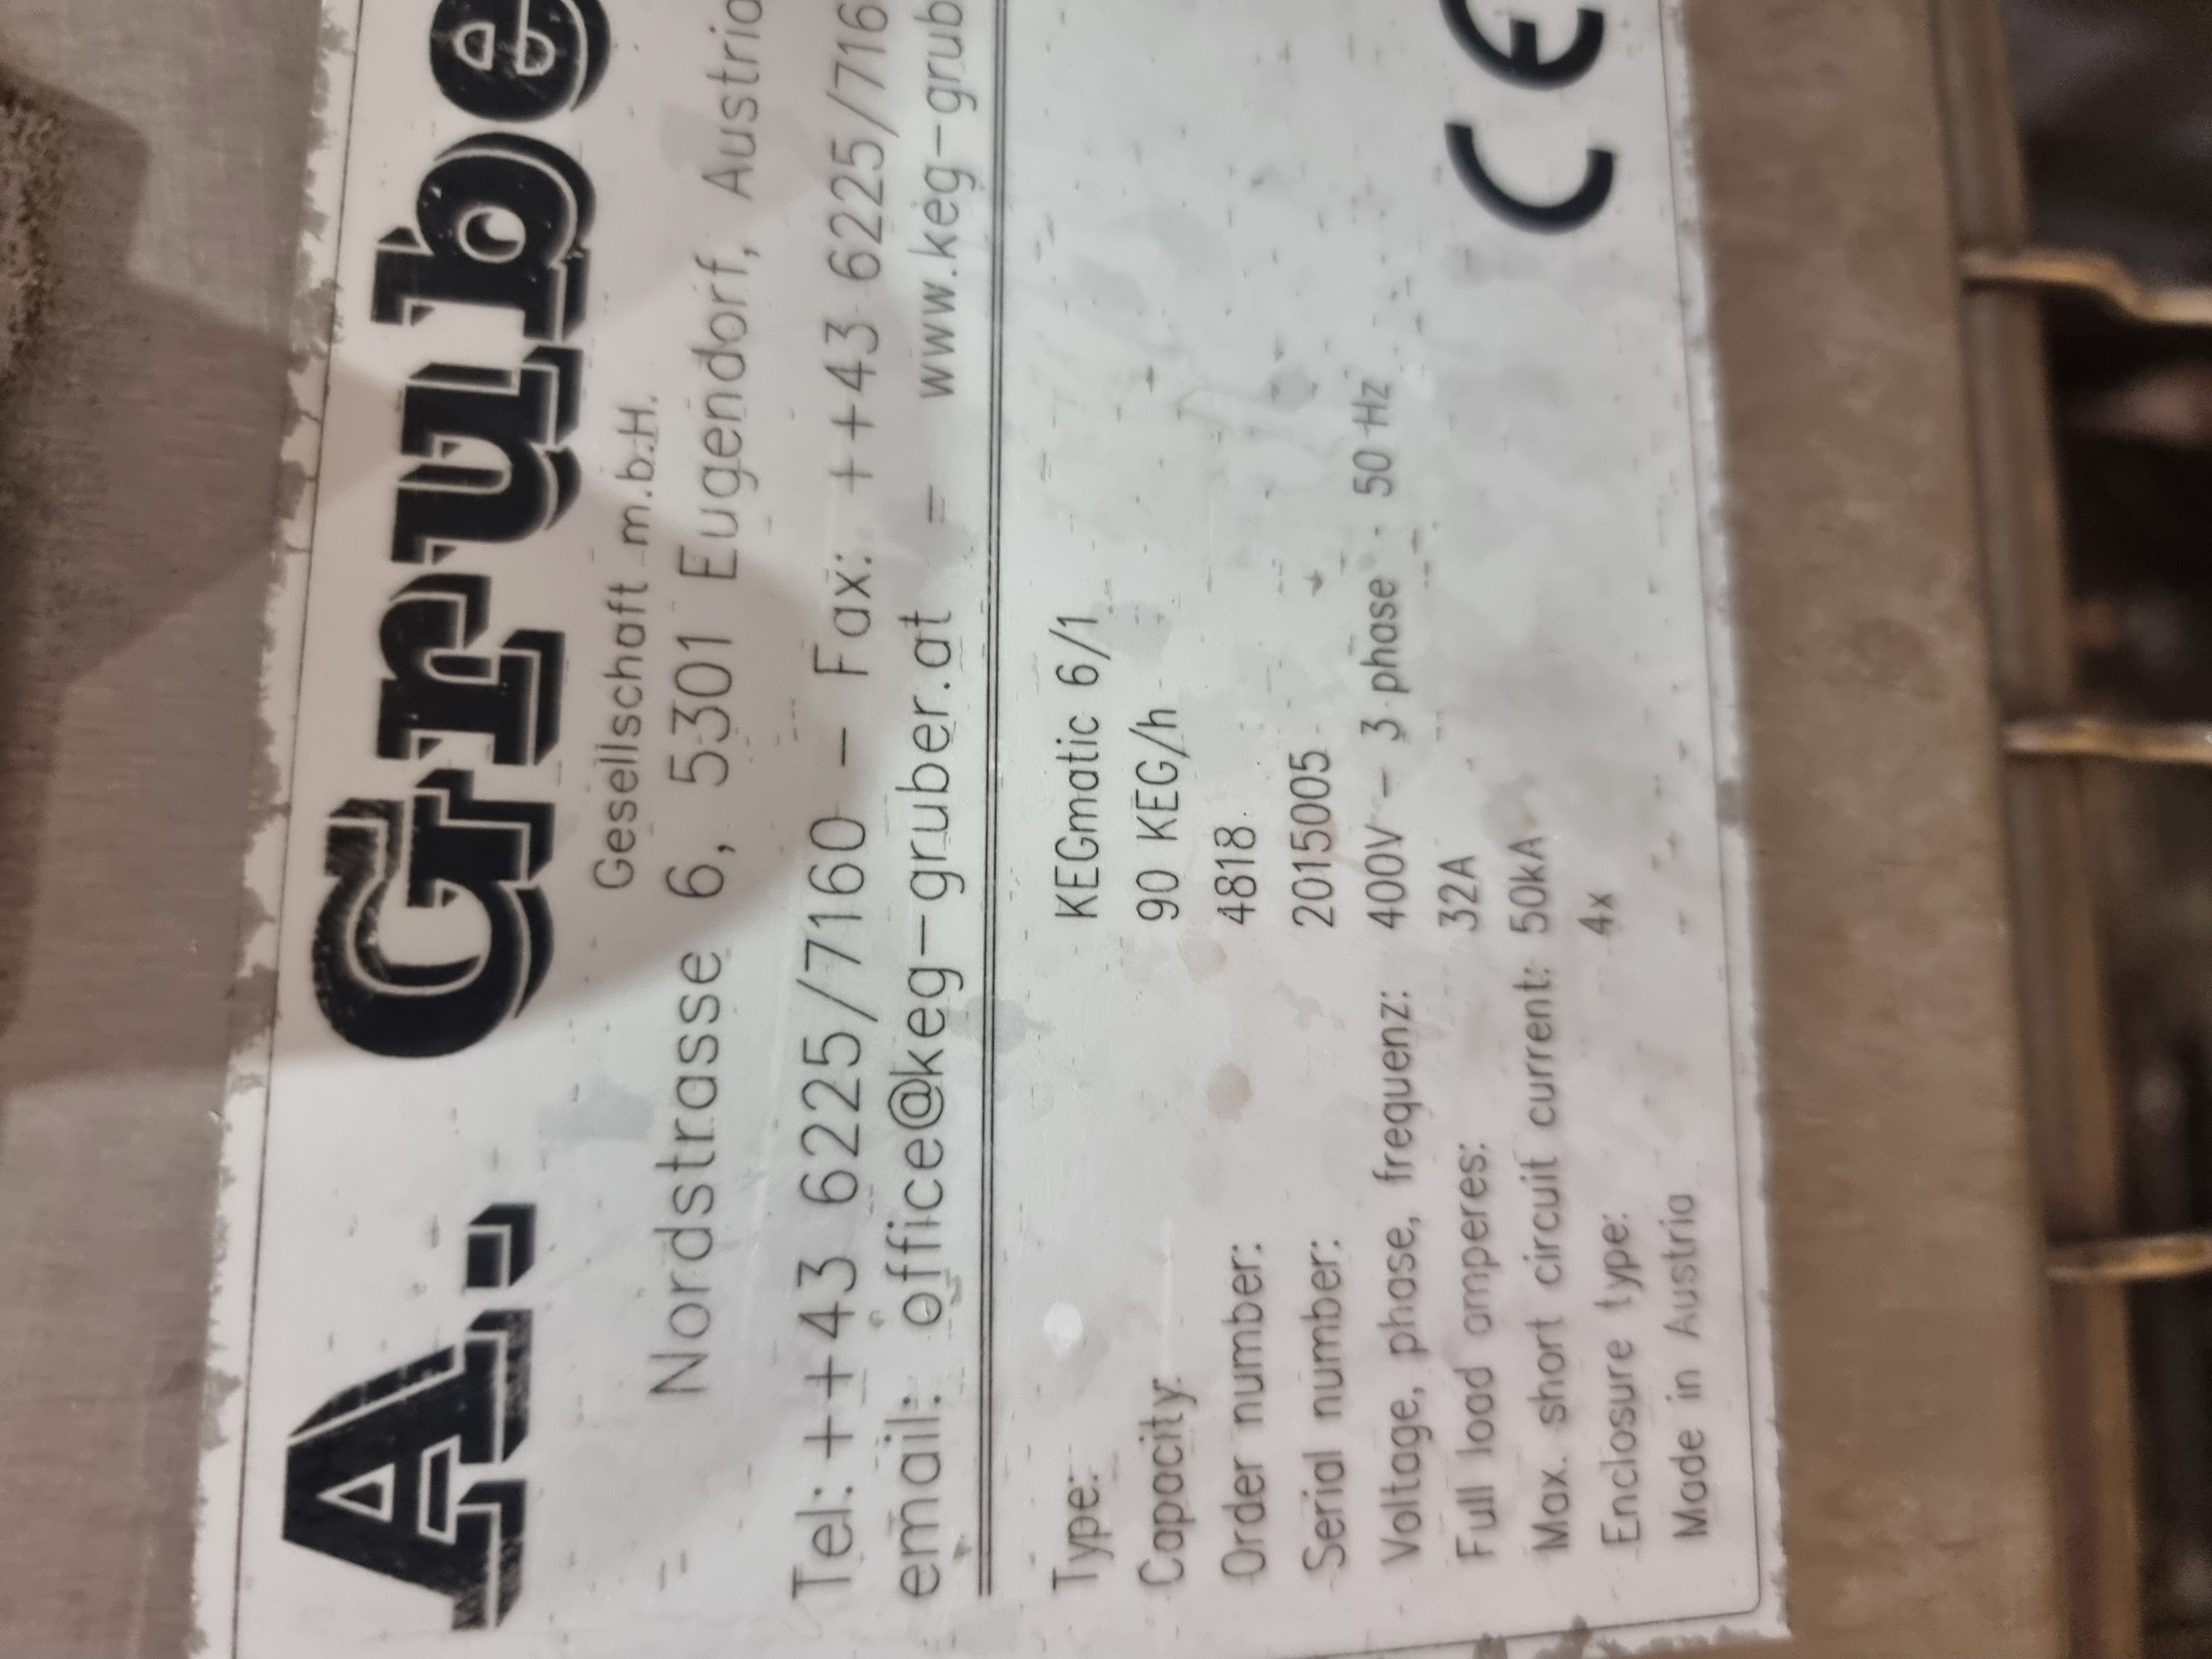 A. Grube
Gesellschaft m.b.H.
Nordstrasse 6, 5301 Eugendorf, Austria
Tel: ++43 6225/7160 - Fax: ++43 6225/716
email: office@keg-gruber.at = www.keg-grub
Type: KEGmatic 6/1
Capacity 90 KEG/h
Order number: 4818
Serial number: 2015005
Voltage, phase, frequenz: 400V - 3 phase - 50 Hz
Full load amperes: 32A
Max. short circuit current: 50kA
Enclosure type: 4x
Made in Austria
CE